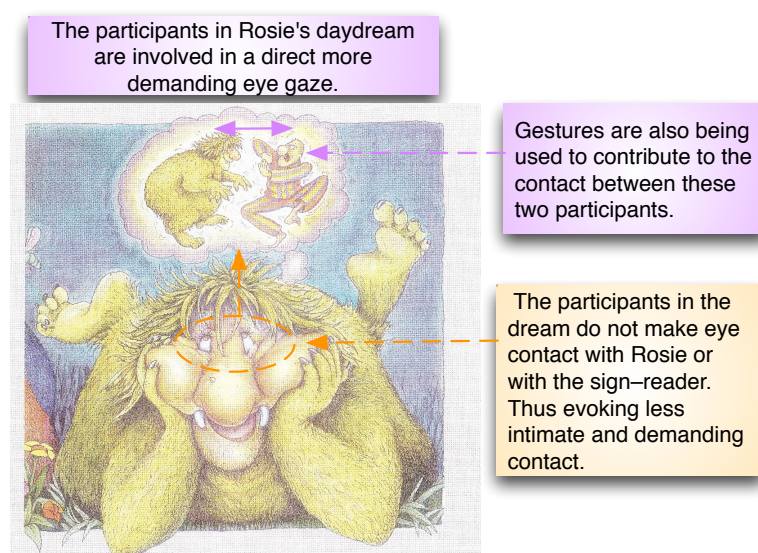 The participants in Rosie's daydream
are involved in a direct more
demanding eye gaze.
Gestures are also being
used to contribute to the
contact between these
two participants.
The participants in the
dream do not make eye
contact with Rosie or
with the sign–reader.
Thus evoking less
intimate and demanding
contact.